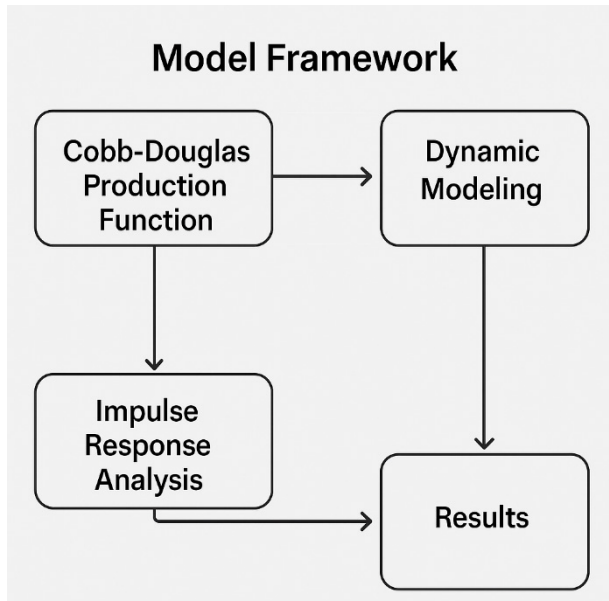 Model Framework
Cobb-Douglas
Production
Function
Dynamic
Modeling
Impulse
Response
Analysis
Results